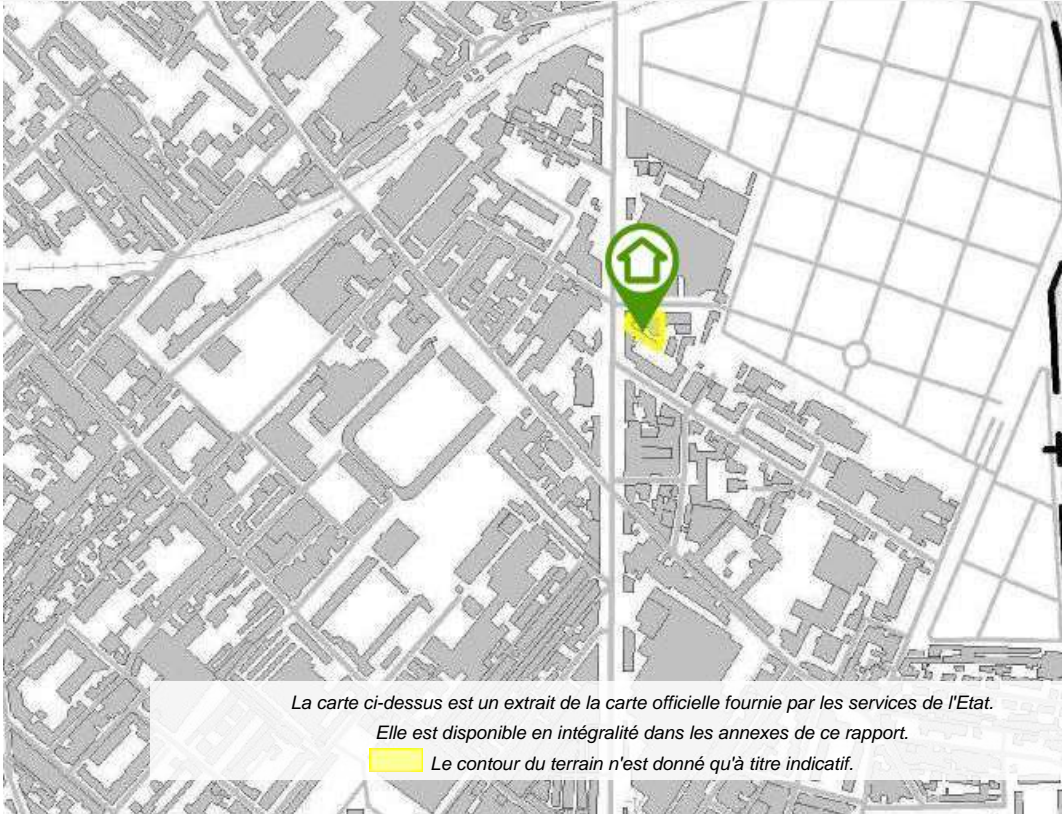 La carte ci-dessus est un extrait de la carte officielle fournie par les services de l'Etat.
Elle est disponible en intégralité dans les annexes de ce rapport.
Le contour du terrain n'est donné qu'à titre indicatif.